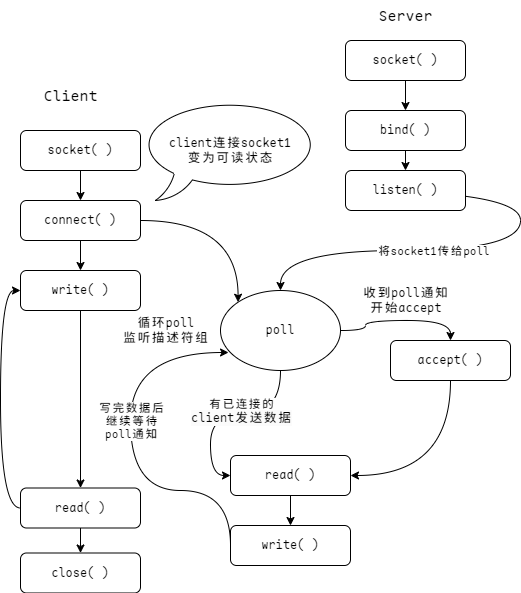 Server
socket( )
Client
bind( )
client连接socket1
变为可读状态
socket( )
listen( )
connect( )
将socket1传给poll
write( )
收到poll通知
开始accept
循环poll
监听描述符组
poll
accept( )
写完数据后
继续等待
poll通知
有已连接的
client发送数据
read( )
read( )
write( )
close( )